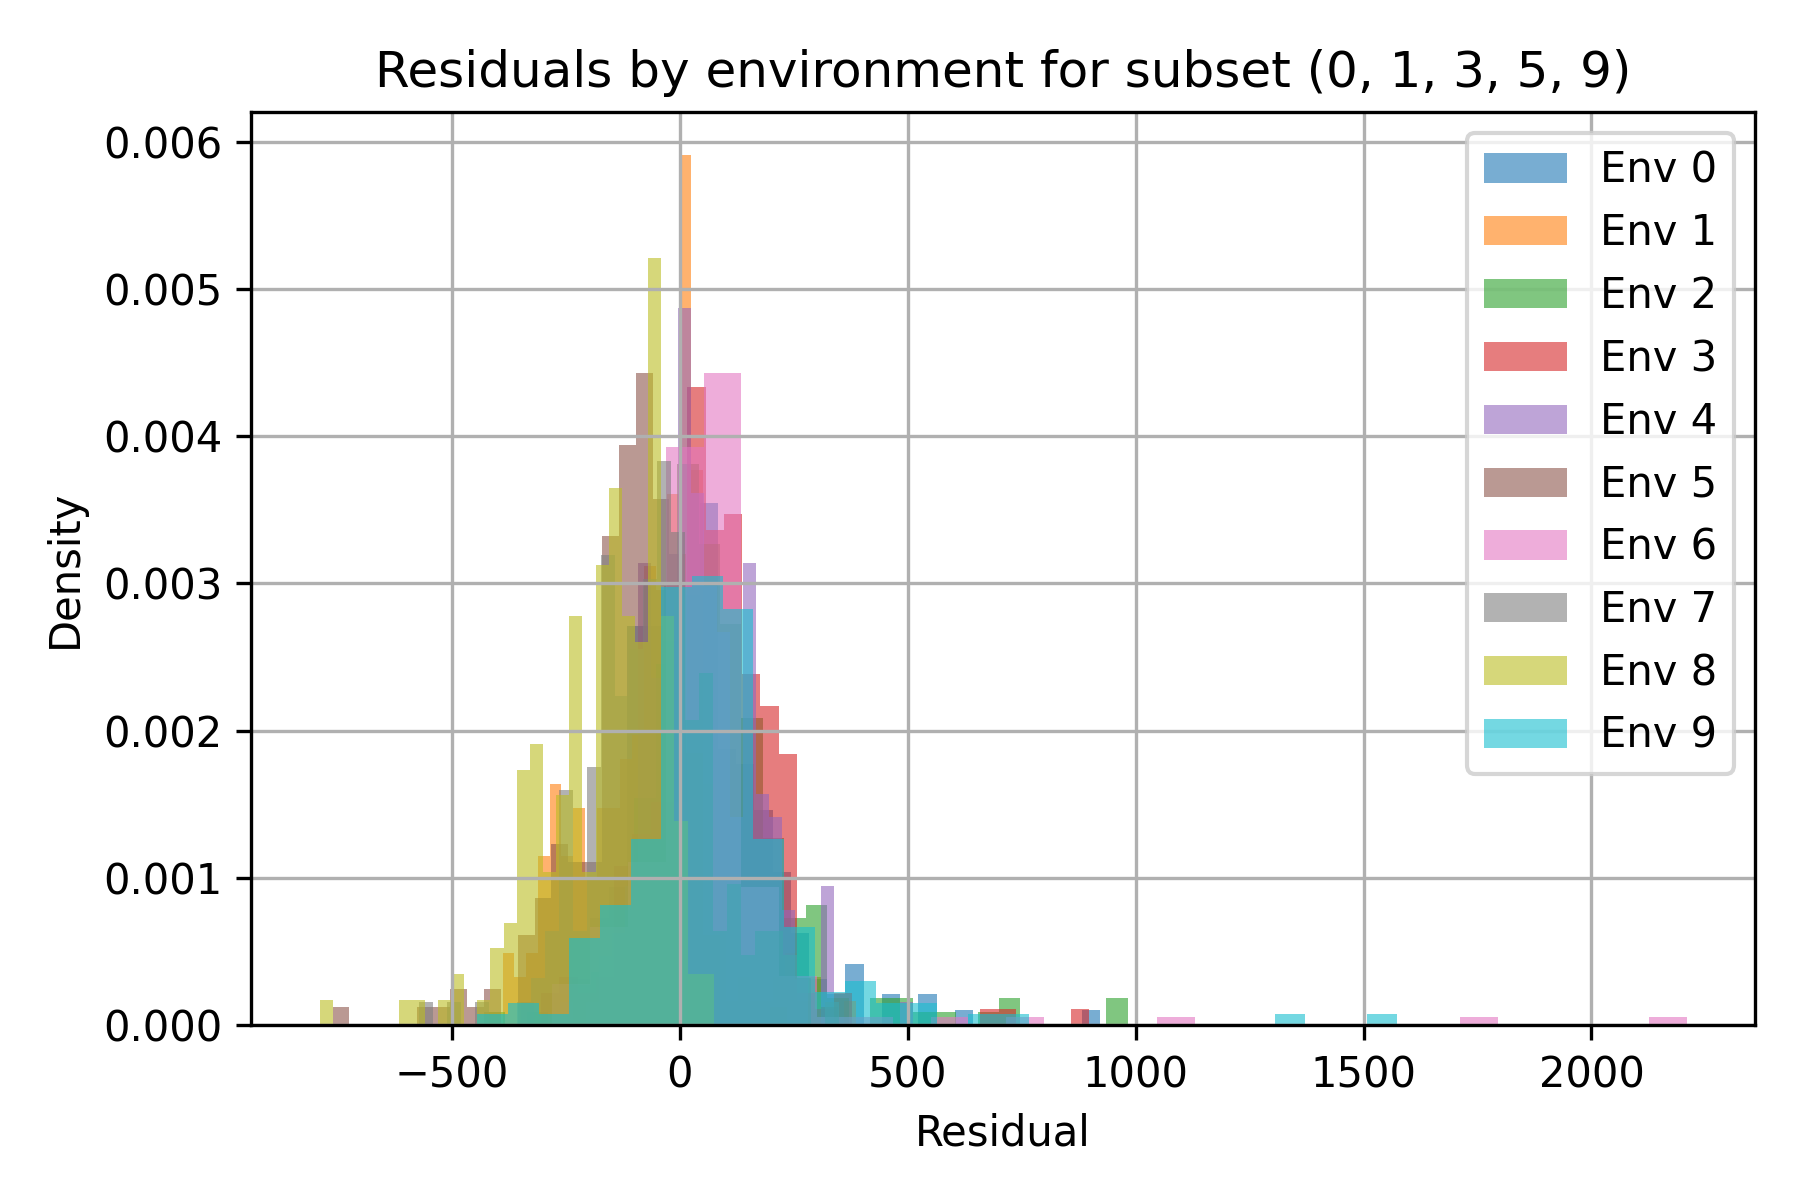 Residuals by environment for subset (0, 1, 3, 5, 9)
0.006
0.005
0.004
0.003
0.002
0.001
0.000
Density
−500
0
500
1000
1500
2000
Residual
Env 0
Env 1
Env 2
Env 3
Env 4
Env 5
Env 6
Env 7
Env 8
Env 9